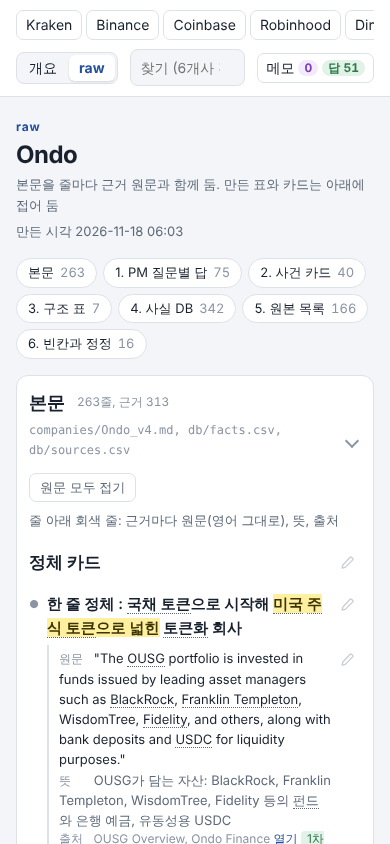 Kraken Binance Coinbase Robinhood
개요 raw 찾기 (6개사 메모 0 답 51
raw
Ondo
본문을 줄마다 근거 원문과 함께 둠. 만든 표와 카드는 아래에
접어 둠
만든 시각 2026-11-18 06:03
본문 263 1. PM 질문별 답 75 2. 사건 카드 40
3. 구조 표 7 4. 사실 DB 342 5. 원본 목록 166
6. 빈칸과 정정 16
본문 263줄, 근거 313
companies/Ondo_v4.md, db/facts.csv,
db/sources.csv
원문 모두 접기
줄 아래 회색 줄: 근거마다 원문(영어 그대로), 뜻, 출처
정체 카드
한 줄 정체 : 국채 토큰으로 시작해 미국 주
식 토큰으로 넓힌 토큰화 회사
원문 "The OUSG portfolio is invested in
funds issued by leading asset managers
such as BlackRock, Franklin Templeton,
WisdomTree, Fidelity, and others, along with
bank deposits and USDC for liquidity
purposes."
뜻 OUSG가 담는 자산: BlackRock, Franklin
Templeton, WisdomTree, Fidelity 등의 펀드
와 은행 예금, 유동성용 USDC
출처 OUSG Overview, Ondo Finance 열기 1차